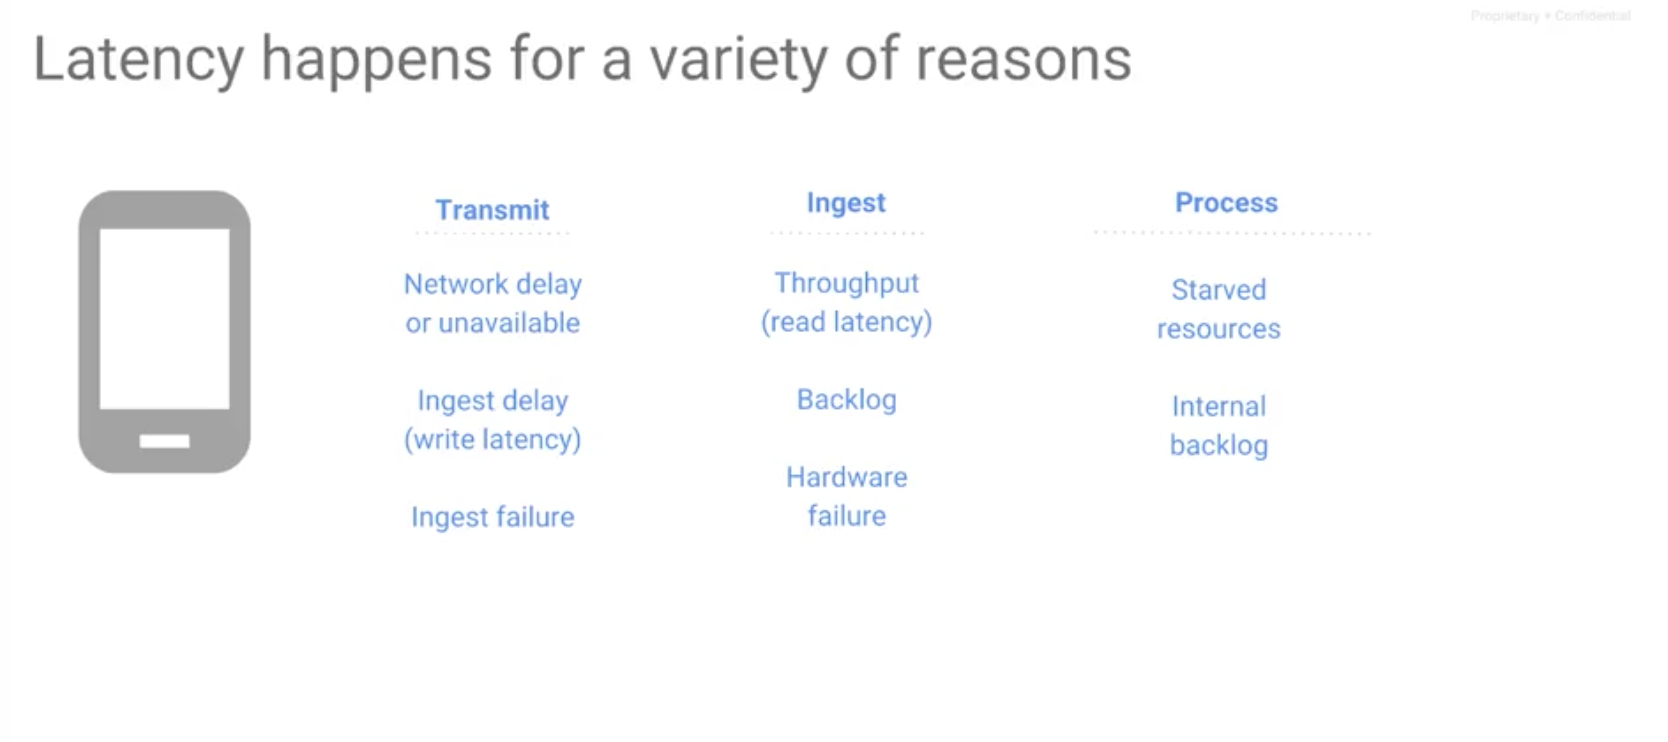 Proprietary + Confidential
Latency happens for a variety of reasons
Transmit
Network delay
or unavailable
Ingest delay
(write latency)
Ingest failure
Ingest
Throughput
(read latency)
Backlog
Hardware
failure
Process
Starved
resources
Internal
backlog